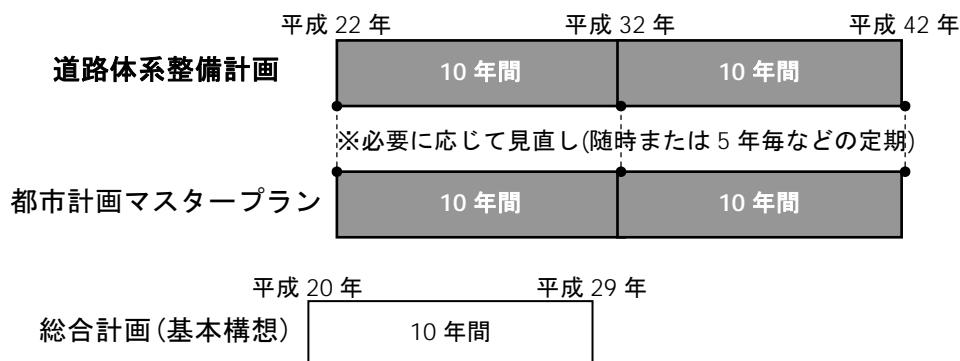 平成 22 年 平成 32 年 平成 42 年
道路体系整備計画 10 年間 10 年間
※必要に応じて見直し(随時または 5 年毎などの定期)
都市計画マスタープラン 10 年間 10 年間
平成 20 年 平成 29 年
総合計画(基本構想) 10 年間